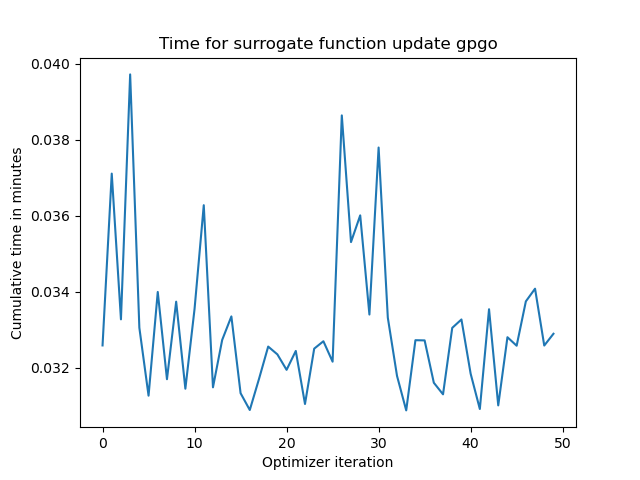 Time for surrogate function update gpgo
Cumulative time in minutes
0.040
0.038
0.036
0.034
0.032
0 10 20 30 40 50
Optimizer iteration